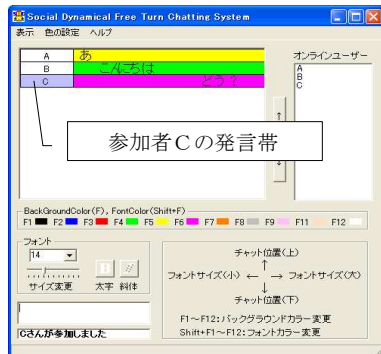 Social Dynamical Free Turn Chatting System
表示 色の設定 ヘルプ
A あ
B こんにちは
C どう？
オンラインユーザー
A
B
C
↑
↓
参加者Cの発言帯
BackGroundColor(F), FontColor(Shift+F)
F1 F2 F3 F4 F5 F6 F7 F8 F9 F11 F12
フォント
14
サイズ変更
B
太字 斜体
チャット位置(上)
↑
フォントサイズ(小) ← → フォントサイズ(大)
↓
チャット位置(下)
F1～F12:バックグラウンドカラー変更
Shift+F1～F12:フォントカラー変更
Cさんが参加しました